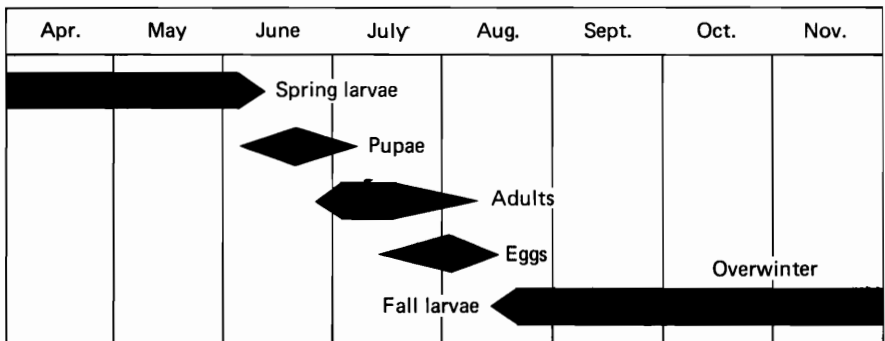 Apr. May June July Aug. Sept. Oct. Nov.
Spring larvae
Pupae
Adults
Eggs
Overwinter
Fall larvae